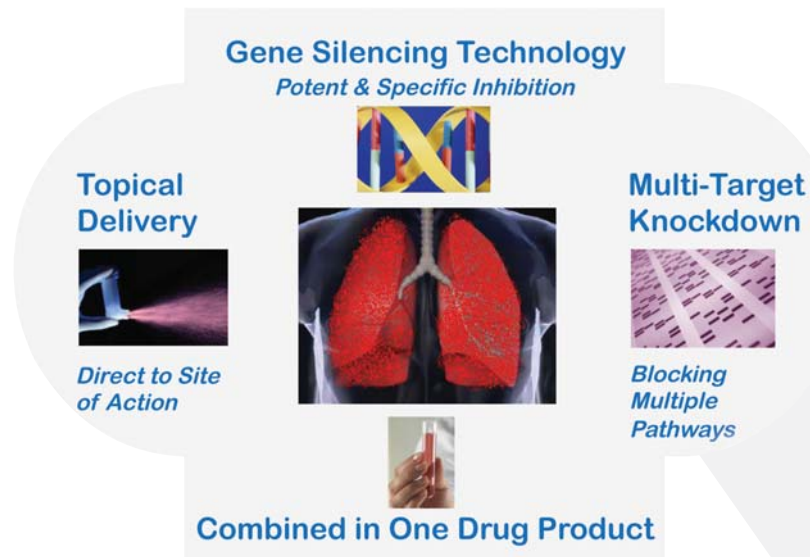 Gene Silencing Technology
Potent & Specific Inhibition
Topical
Delivery
Direct to Site
of Action
Multi-Target
Knockdown
Blocking
Multiple
Pathways
Combined in One Drug Product